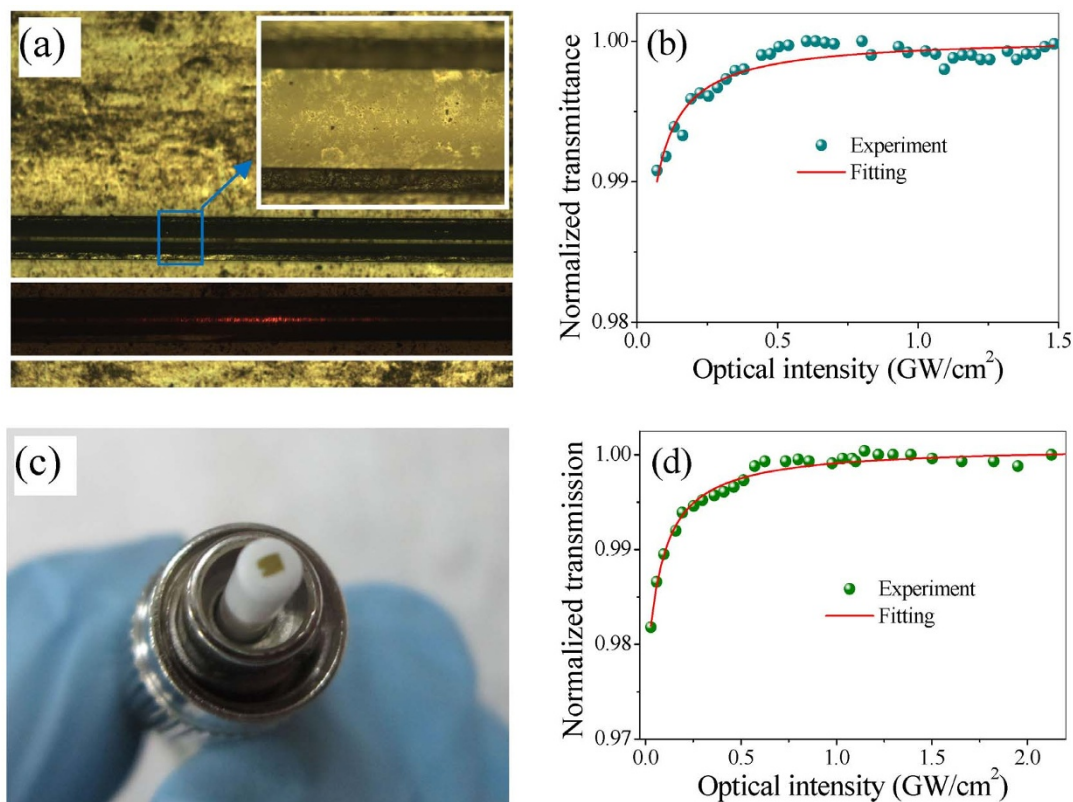 (a)
(b)
Normalized transmittance
1.00
0.99
0.98
Experiment
Fitting
0.0 0.5 1.0 1.5
Optical intensity (GW/cm²)
(c)
(d)
Normalized transmission
1.00
0.99
0.98
0.97
Experiment
Fitting
0.0 0.5 1.0 1.5 2.0
Optical intensity (GW/cm²)